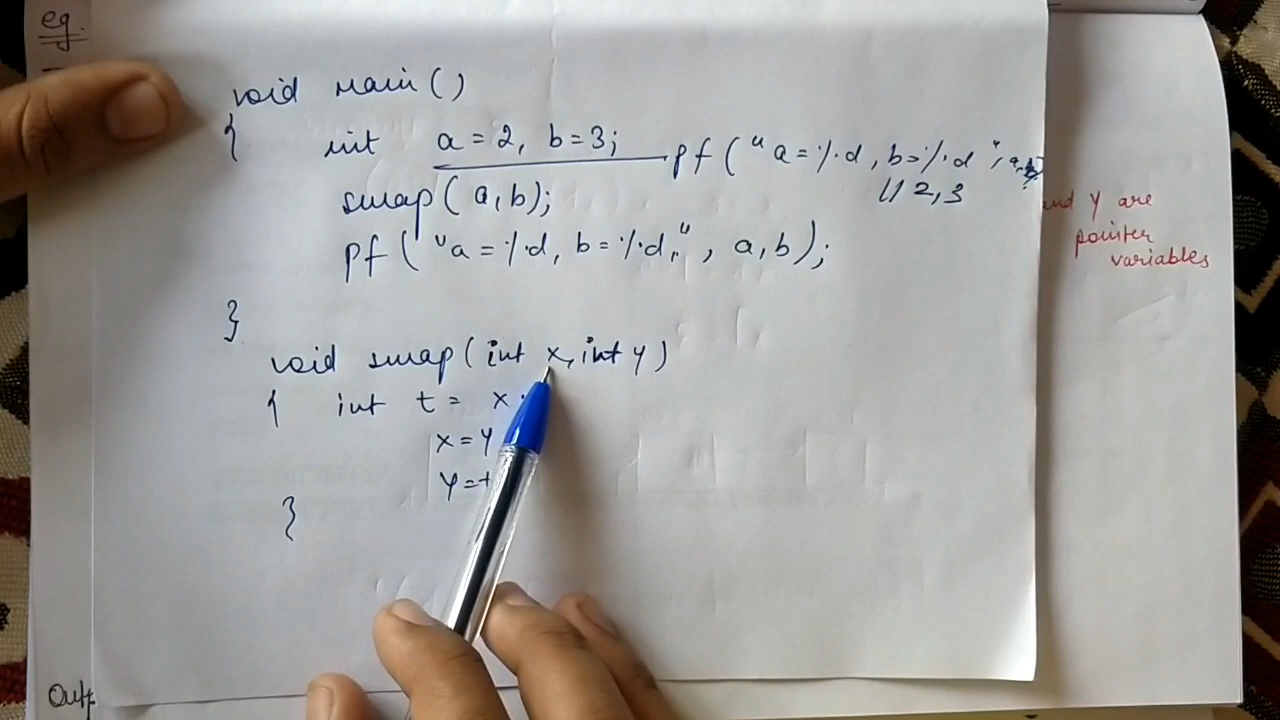 eg.
void main()
{ int a = 2, b = 3; pf("a = %d, b = %d", a,b
// 2, 3
swap(a, b);
pf("a = %d, b = %d,", a, b);
}
void swap(int x, int y)
{ int t = x
x = y
y = t
}
and y are
pointer
variables